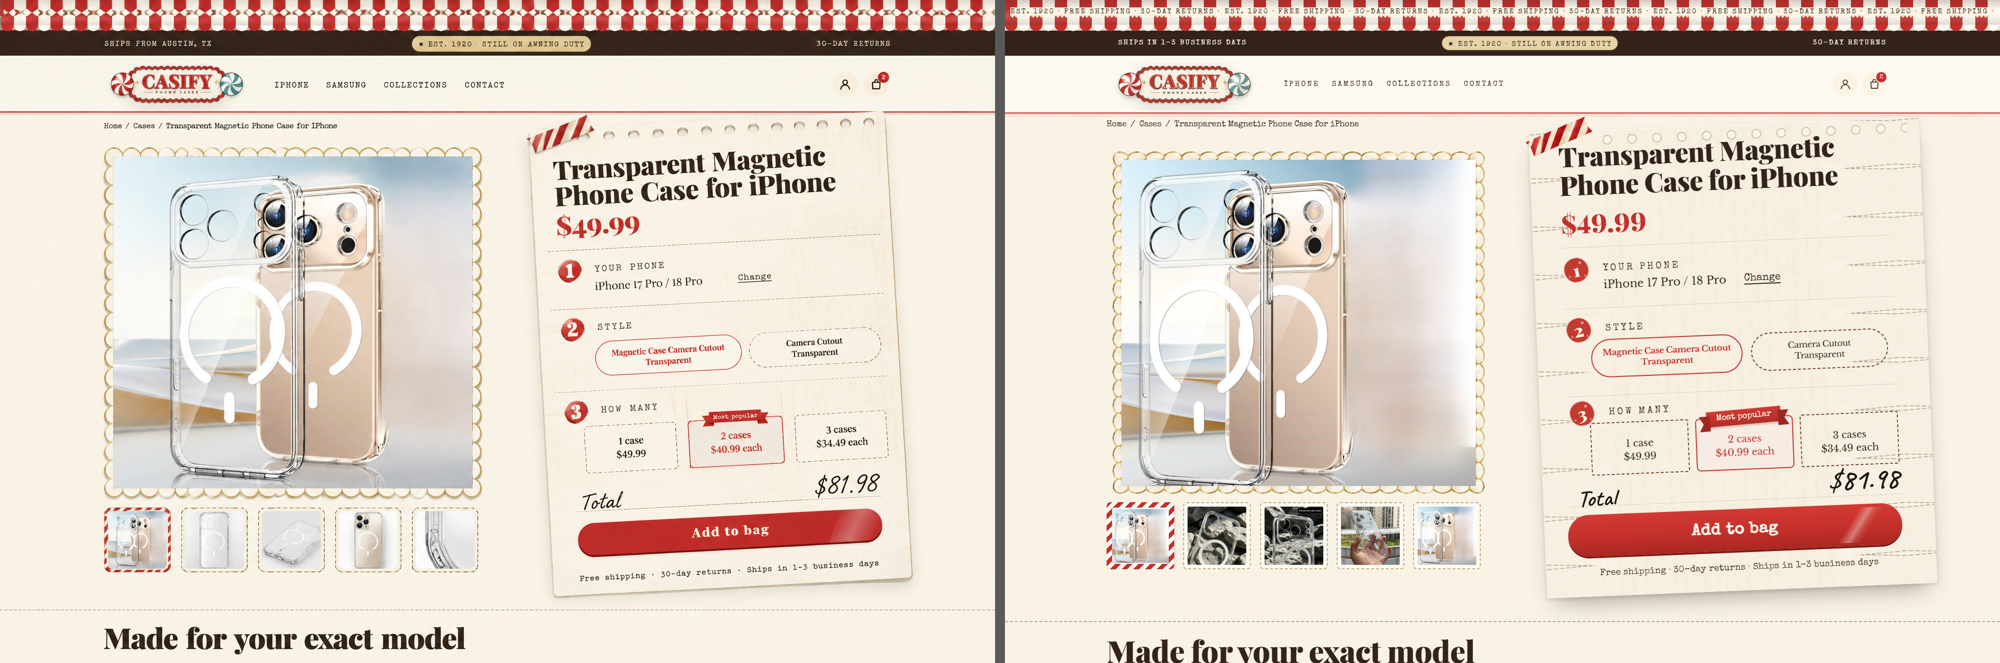 SHIPS FROM AUSTIN, TX
★ EST. 1920 · STILL ON AWNING DUTY
30-DAY RETURNS
CASIFY
PHONE CASES
IPHONE SAMSUNG COLLECTIONS CONTACT
2
Home / Cases / Transparent Magnetic Phone Case for IPhone
Transparent Magnetic
Phone Case for iPhone
$49.99
1 YOUR PHONE
iPhone 17 Pro / 18 Pro Change
2 STYLE
Magnetic Case Camera Cutout
Transparent
Camera Cutout
Transparent
3 HOW MANY
1 case
$49.99
Most popular
2 cases
$40.99 each
3 cases
$34.49 each
Total $81.98
Add to bag
Free shipping · 30-day returns · Ships in 1-3 business days
Made for your exact model
EST. 1920 · FREE SHIPPING · 30-DAY RETURNS · EST. 1920 · FREE SHIPPING · 30-DAY RETURNS · EST. 1920 · FREE SHIPPING · 30-DAY RETURNS · EST. 1920 · FREE SHIPPING · 30-DAY RETURNS · EST. 1920 · FREE SHIPPING
SHIPS IN 1-3 BUSINESS DAYS
★ EST. 1920 · STILL ON AWNING DUTY
30-DAY RETURNS
CASIFY
PHONE CASES
IPHONE SAMSUNG COLLECTIONS CONTACT
2
Home / Cases / Transparent Magnetic Phone Case for iPhone
Transparent Magnetic
Phone Case for iPhone
$49.99
1 YOUR PHONE
iPhone 17 Pro / 18 Pro Change
2 STYLE
Magnetic Case Camera Cutout
Transparent
Camera Cutout
Transparent
3 HOW MANY
1 case
$49.99
Most popular
2 cases
$40.99 each
3 cases
$34.49 each
Total $81.98
Add to bag
Free shipping · 30-day returns · Ships in 1-3 business days
Made for your exact model